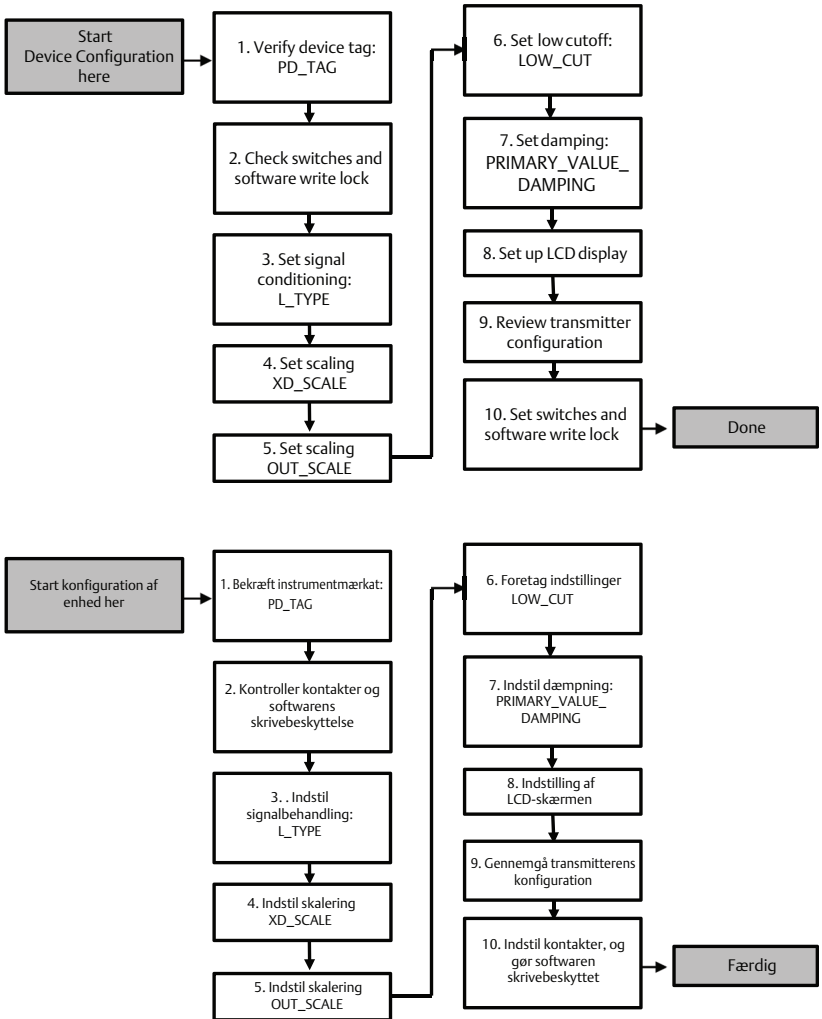 Start
Device Configuration
here
1. Verify device tag:
PD_TAG
2. Check switches and
software write lock
3. Set signal
conditioning:
L_TYPE
4. Set scaling
XD_SCALE
5. Set scaling
OUT_SCALE
6. Set low cutoff:
LOW_CUT
7. Set damping:
PRIMARY_VALUE_
DAMPING
8. Set up LCD display
9. Review transmitter
configuration
10. Set switches and
software write lock
Done
Start konfiguration af
enhed her
1. Bekræft instrumentmærkat:
PD_TAG
2. Kontroller kontakter og
softwarens
skrivebeskyttelse
3. . Indstil
signalbehandling:
L_TYPE
4. Indstil skalering
XD_SCALE
5. Indstil skalering
OUT_SCALE
6. Foretag indstillinger
LOW_CUT
7. Indstil dæmpning:
PRIMARY_VALUE_
DAMPING
8. Indstilling af
LCD-skærmen
9. Gennemgå transmitterens
konfiguration
10. Indstil kontakter, og
gør softwaren
skrivebeskyttet
Færdig